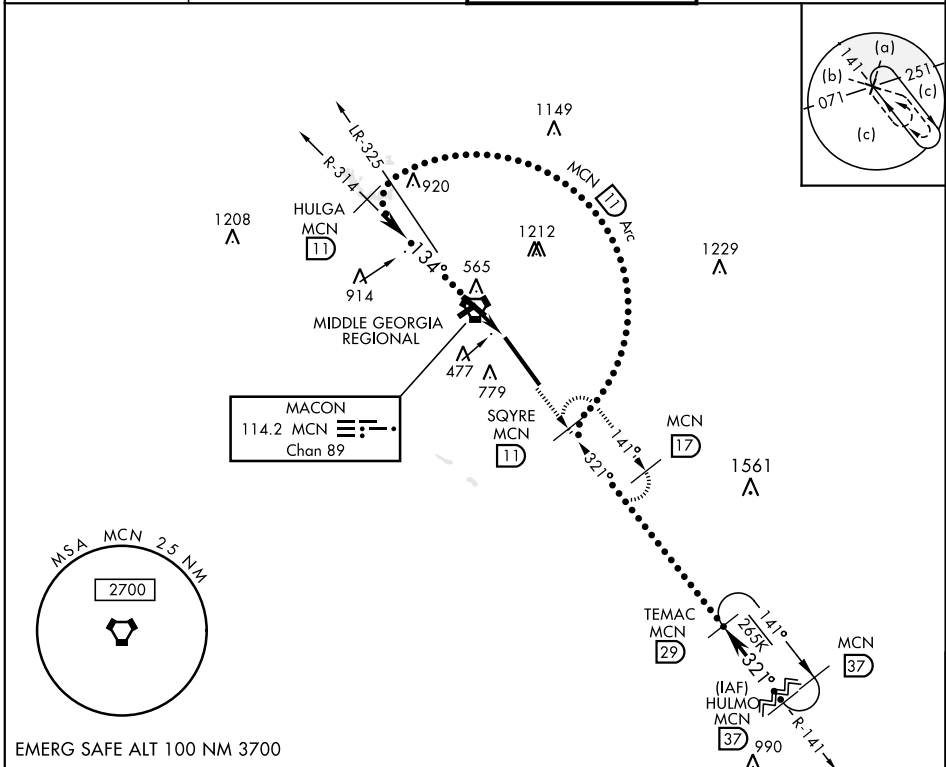 (a)
141
(b)
251
071
(c)
(c)
1149
LR-325
R-314
920
MCN 11 Arc
HULGA
MCN
11
1208
1212
1229
134°
914
565
MIDDLE GEORGIA
REGIONAL
477
779
MACON
114.2 MCN
Chan 89
SQYRE
MCN
11
MCN
17
141°
321°
1561
MSA MCN 25 NM
2700
TEMAC
MCN
29
141°
265K
321°
MCN
37
(IAF)
HULMO
MCN
37
R-141
990
EMERG SAFE ALT 100 NM 3700